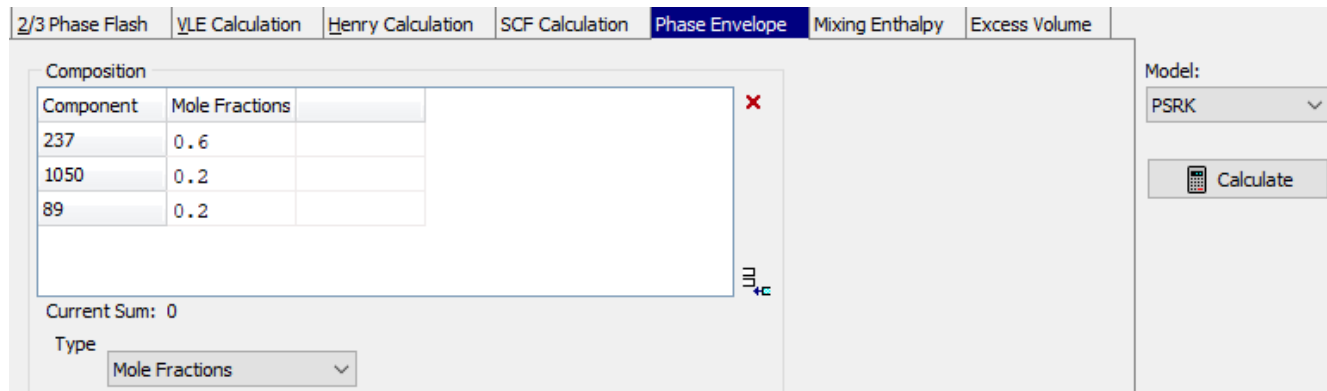 2/3 Phase Flash VLE Calculation Henry Calculation SCF Calculation Phase Envelope Mixing Enthalpy Excess Volume
Composition
Component Mole Fractions
237 0.6
1050 0.2
89 0.2
Current Sum: 0
Type
Mole Fractions
Model:
PSRK
Calculate